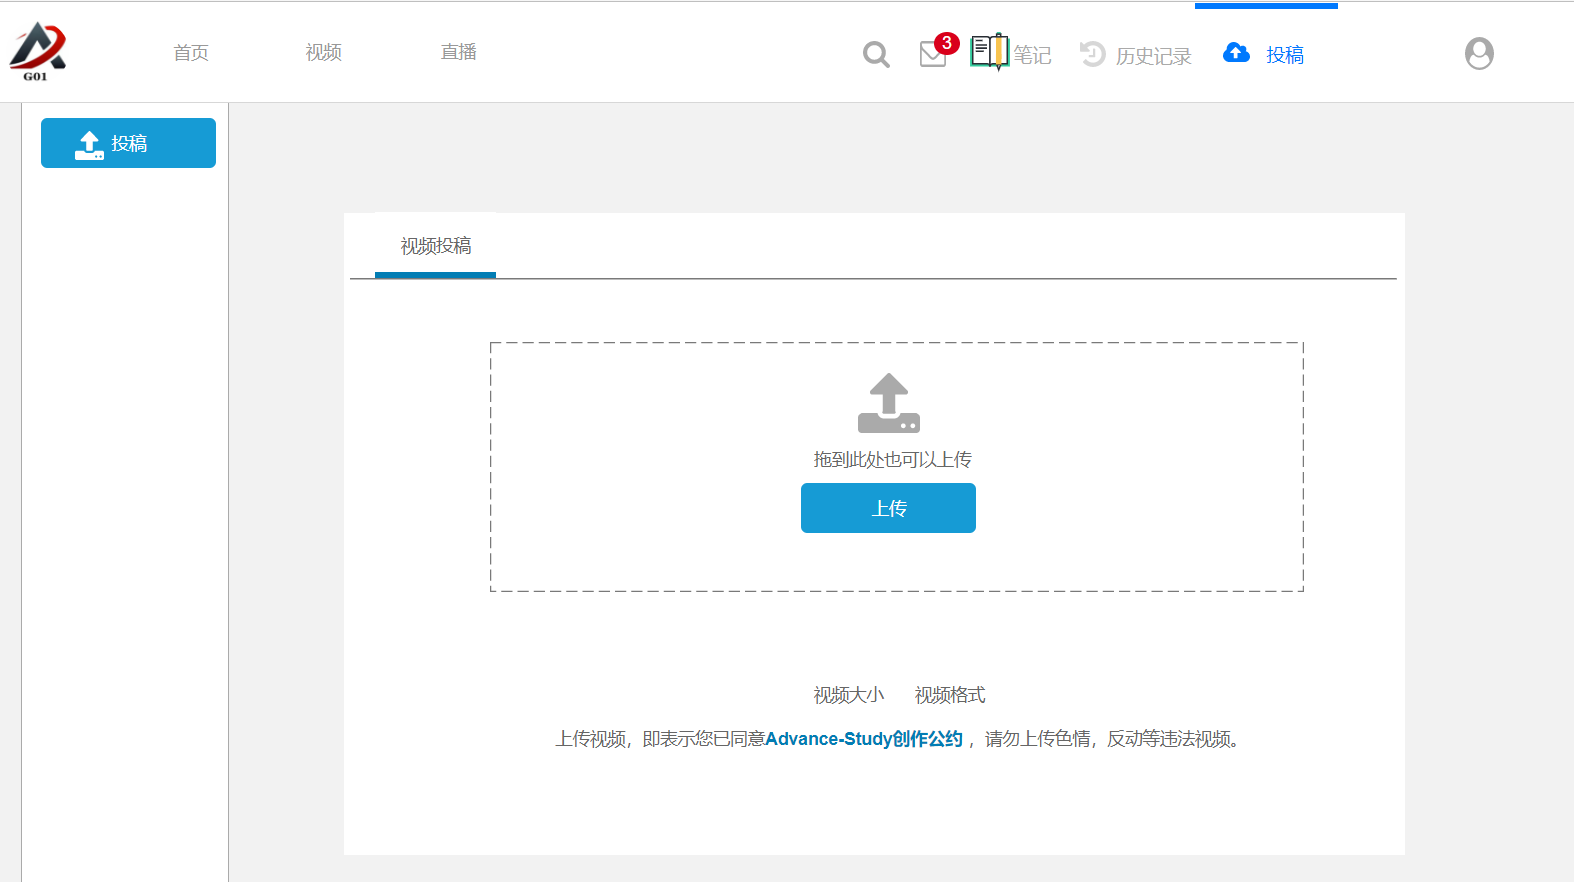 G01
首页 视频 直播 3 笔记 历史记录 投稿
投稿
视频投稿
拖到此处也可以上传
上传
视频大小 视频格式
上传视频，即表示您已同意Advance-Study创作公约 ，请勿上传色情，反动等违法视频。